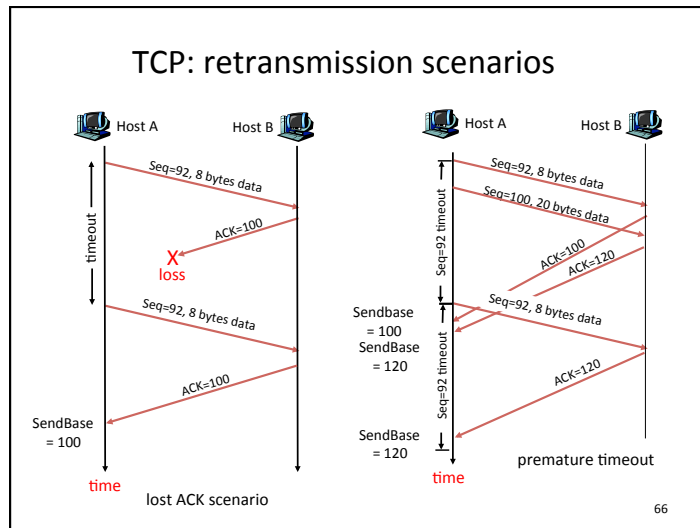 TCP: retransmission scenarios
Host A
Host B
Seq=92, 8 bytes data
ACK=100
X
loss
timeout
Seq=92, 8 bytes data
ACK=100
SendBase
= 100
time
lost ACK scenario
Host A
Host B
Seq=92, 8 bytes data
Seq=100, 20 bytes data
ACK=100
ACK=120
Seq=92 timeout
Seq=92, 8 bytes data
Sendbase
= 100
SendBase
= 120
ACK=120
Seq=92 timeout
SendBase
= 120
time
premature timeout
66